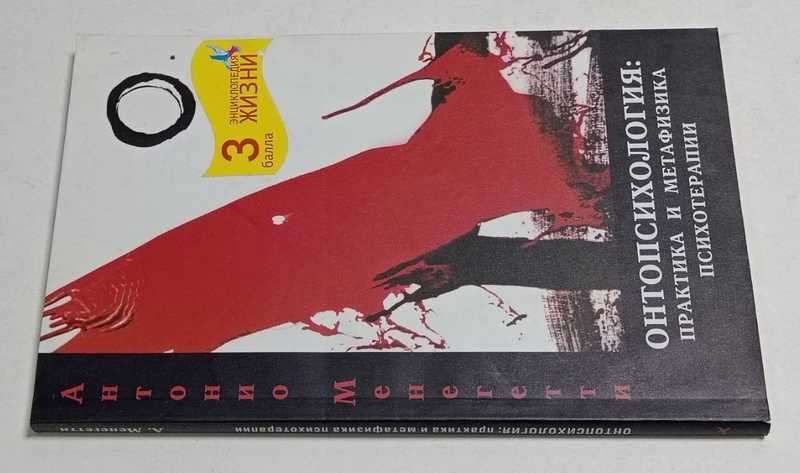 Антонио Менегетти
3
балла
ЭНЦИКЛОПЕДИЯ
ЖИЗНИ
ОНТОПСИХОЛОГИЯ:
ПРАКТИКА И МЕТАФИЗИКА
ПСИХОТЕРАПИИ
А. Менегетти
ОНТОПСИХОЛОГИЯ: практика и метафизика психотерапии